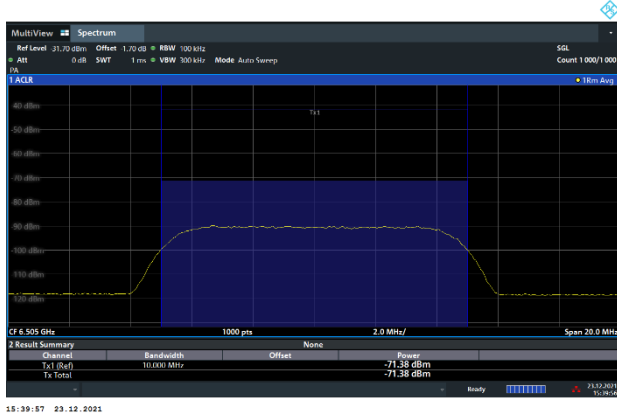 MultiView Spectrum
Ref Level -31.70 dBm Offset -1.70 dB RBW 100 kHz SGL
Att 0 dB SWT 1 ms VBW 300 kHz Mode Auto Sweep Count 1000/1000
PA
1 ACLR 1Rm Avg
Tx1
-40 dBm
-50 dBm
-60 dBm
-70 dBm
-80 dBm
-90 dBm
-100 dBm
-110 dBm
-120 dBm
CF 6.505 GHz 1000 pts 2.0 MHz/ Span 20.0 MHz
2 Result Summary None
Channel Bandwidth Offset Power
Tx1 (Ref) 10.000 MHz -71.38 dBm
Tx Total -71.38 dBm
Ready 23.12.2021
15:39:56
15:39:57 23.12.2021